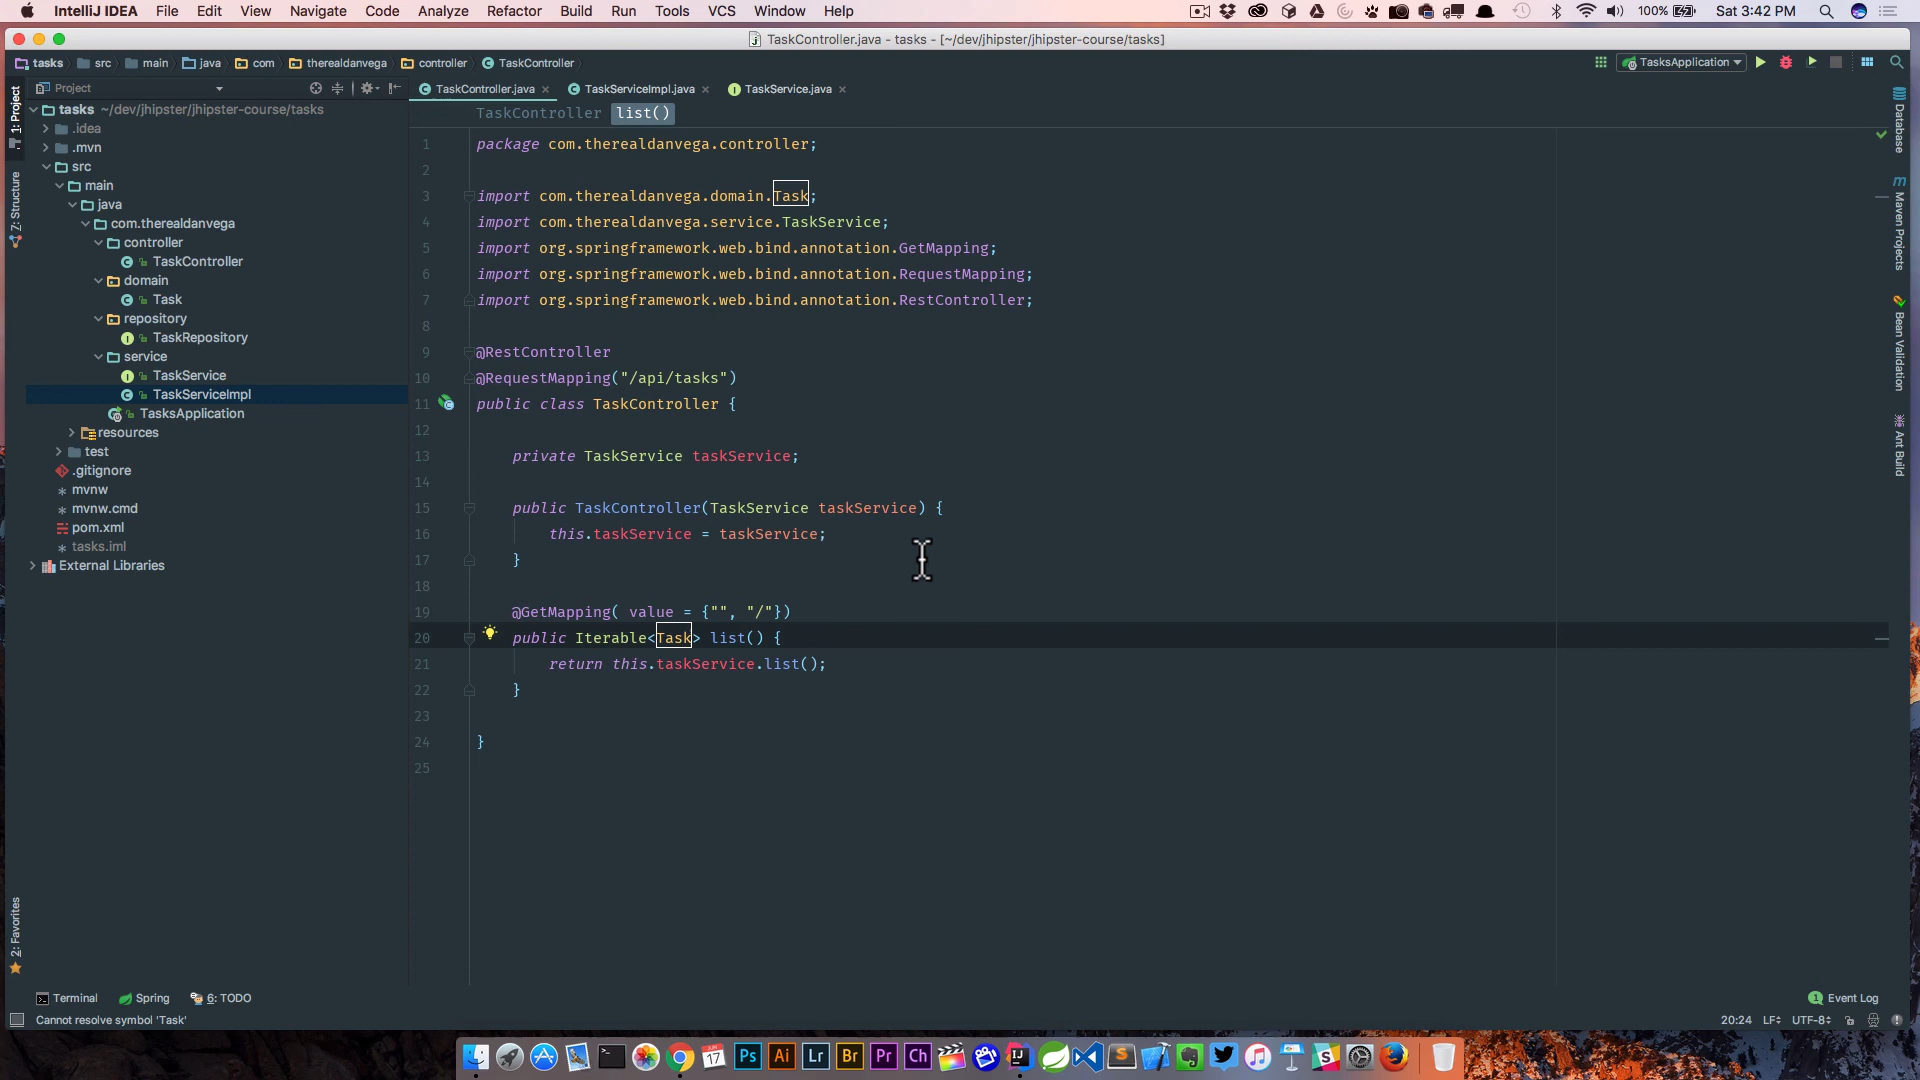 IntelliJ IDEA File Edit View Navigate Code Analyze Refactor Build Run Tools VCS Window Help 100% Sat 3:42 PM
TaskController.java - tasks - [~/dev/jhipster/jhipster-course/tasks]
tasks src main java com therealdanvega controller TaskController TasksApplication
Project TaskController.java TaskServiceImpl.java TaskService.java
TaskController list()
tasks ~/dev/jhipster/jhipster-course/tasks
.idea
.mvn
src
main
java
com.therealdanvega
controller
TaskController
domain
Task
repository
TaskRepository
service
TaskService
TaskServiceImpl
TasksApplication
resources
test
.gitignore
mvnw
mvnw.cmd
pom.xml
tasks.iml
External Libraries
1: Project
7: Structure
2: Favorites
1 package com.therealdanvega.controller;
2
3 import com.therealdanvega.domain.Task;
4 import com.therealdanvega.service.TaskService;
5 import org.springframework.web.bind.annotation.GetMapping;
6 import org.springframework.web.bind.annotation.RequestMapping;
7 import org.springframework.web.bind.annotation.RestController;
8
9 @RestController
10 @RequestMapping("/api/tasks")
11 public class TaskController {
12
13 private TaskService taskService;
14
15 public TaskController(TaskService taskService) {
16 this.taskService = taskService;
17 }
18
19 @GetMapping( value = {"", "/"})
20 public Iterable<Task> list() {
21 return this.taskService.list();
22 }
23
24 }
25
Database
Maven Projects
Bean Validation
Ant Build
Terminal Spring 6: TODO 1 Event Log
Cannot resolve symbol 'Task' 20:24 LF UTF-8
JUN
17 Ps Ai Lr Br Pr Ch IJ S